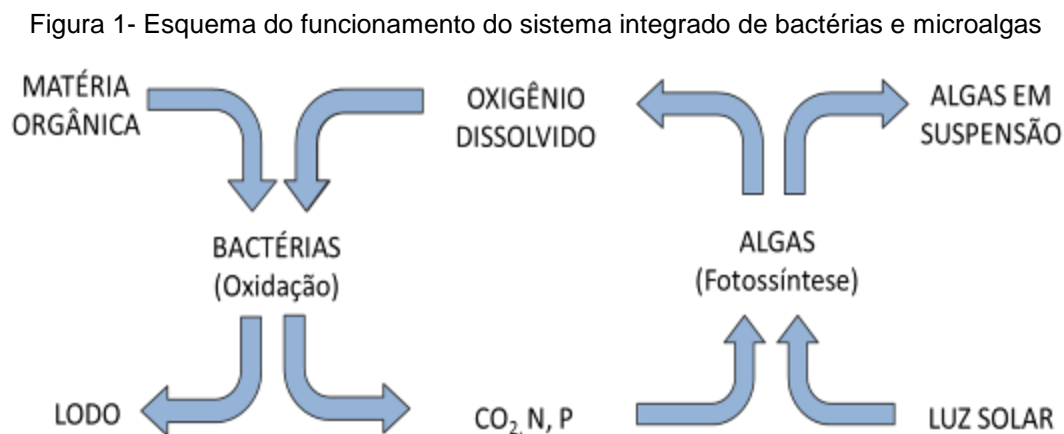 Figura 1- Esquema do funcionamento do sistema integrado de bactérias e microalgas
MATÉRIA
ORGÂNICA
OXIGÊNIO
DISSOLVIDO
ALGAS EM
SUSPENSÃO
BACTÉRIAS
(Oxidação)
ALGAS
(Fotossíntese)
LODO
CO₂, N, P
LUZ SOLAR